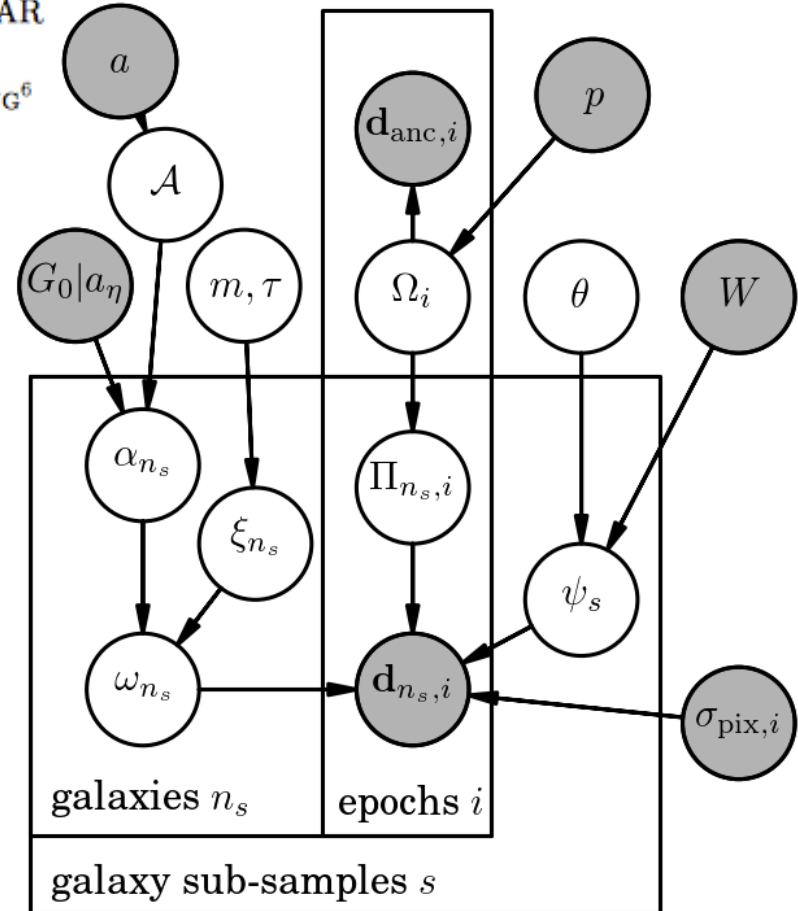 AR
a
p
G⁶
d_anc,i
𝒜
G₀|a_η
m, τ
Ω_i
θ
W
α_{n_s}
Π_{n_s,i}
ξ_{n_s}
ψ_s
ω_{n_s}
d_{n_s,i}
σ_pix,i
galaxies n_s
epochs i
galaxy sub-samples s